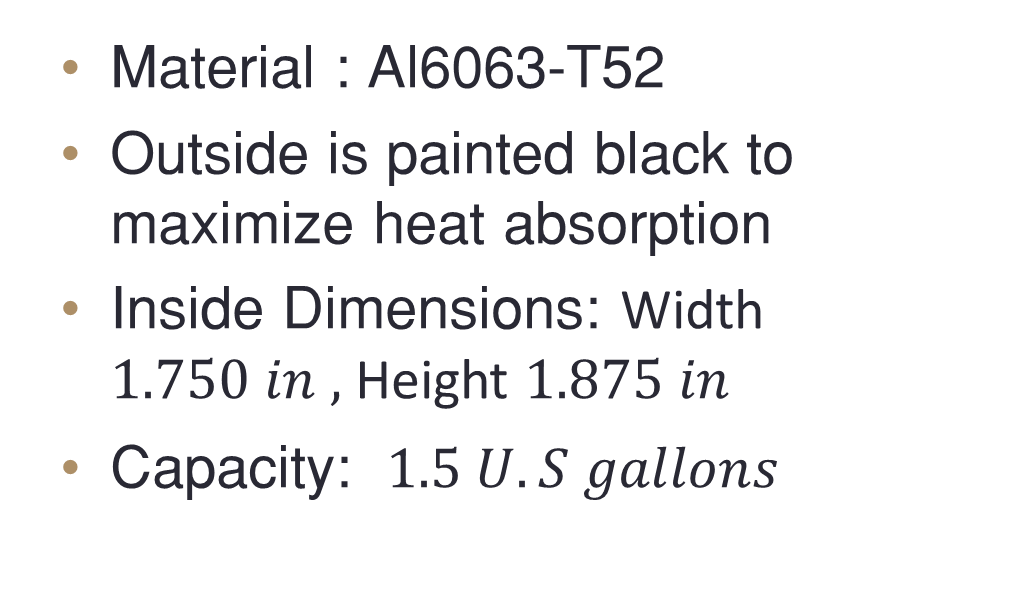 • Material : Al6063-T52
• Outside is painted black to
maximize heat absorption
• Inside Dimensions: Width
1.750 in , Height 1.875 in
• Capacity: 1.5 U.S gallons